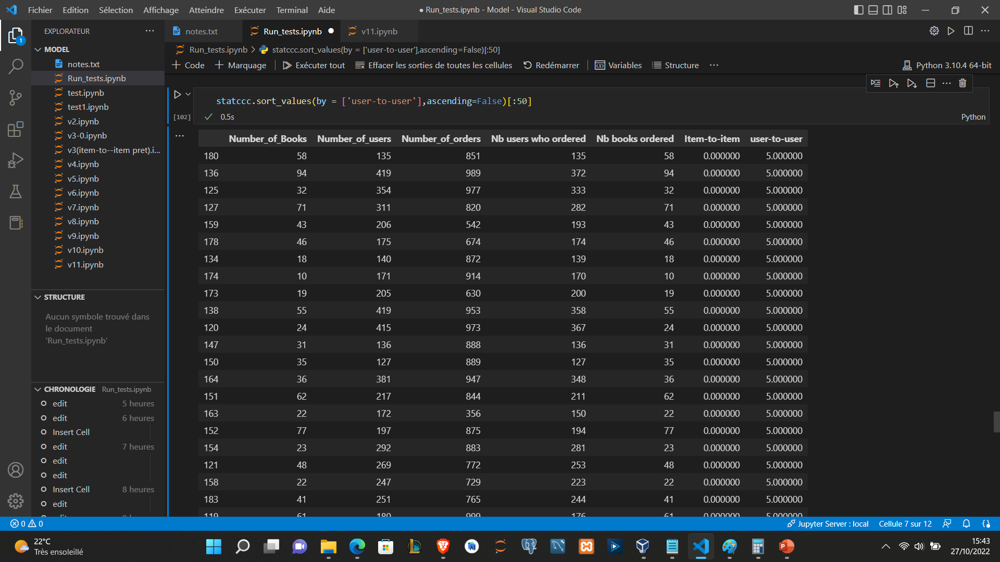 Fichier Edition Sélection Affichage Atteindre Exécuter Terminal Aide
● Run_tests.ipynb - Model - Visual Studio Code
EXPLORATEUR ···
MODEL
notes.txt
Run_tests.ipynb
test.ipynb
test1.ipynb
v2.ipynb
v3-0.ipynb
v3(item-to--item pret).i...
v4.ipynb
v5.ipynb
v6.ipynb
v7.ipynb
v8.ipynb
v9.ipynb
v10.ipynb
v11.ipynb
STRUCTURE
Aucun symbole trouvé dans
le document
'Run_tests.ipynb'
CHRONOLOGIE Run_tests.ipynb
edit 5 heures
edit 6 heures
Insert Cell
edit 7 heures
edit
edit
Insert Cell 8 heures
edit
notes.txt Run_tests.ipynb ● v11.ipynb
Run_tests.ipynb > statccc.sort_values(by = ['user-to-user'],ascending=False)[:50]
+ Code + Marquage Exécuter tout Effacer les sorties de toutes les cellules Redémarrer Variables Structure ··· Python 3.10.4 64-bit
statccc.sort_values(by = ['user-to-user'],ascending=False)[:50]
[102] ✓ 0.5s Python
Number_of_Books Number_of_users Number_of_orders Nb users who ordered Nb books ordered Item-to-item user-to-user
180 58 135 851 135 58 0.000000 5.000000
136 94 419 989 372 94 0.000000 5.000000
125 32 354 977 333 32 0.000000 5.000000
127 71 311 820 282 71 0.000000 5.000000
159 43 206 542 193 43 0.000000 5.000000
178 46 175 674 174 46 0.000000 5.000000
134 18 140 872 139 18 0.000000 5.000000
174 10 171 914 170 10 0.000000 5.000000
173 19 205 630 200 19 0.000000 5.000000
138 55 419 953 358 55 0.000000 5.000000
120 24 415 973 367 24 0.000000 5.000000
147 31 136 888 136 31 0.000000 5.000000
150 35 127 889 127 35 0.000000 5.000000
164 36 381 947 348 36 0.000000 5.000000
151 62 217 844 211 62 0.000000 5.000000
163 22 172 356 150 22 0.000000 5.000000
152 77 197 875 194 77 0.000000 5.000000
154 23 292 883 281 23 0.000000 5.000000
121 48 269 772 253 48 0.000000 5.000000
158 22 247 729 223 22 0.000000 5.000000
183 41 251 765 244 41 0.000000 5.000000
119 61 180 999 176 61 0.000000 5.000000
0 0 Jupyter Server : local Cellule 7 sur 12
22°C
Très ensoleillé
15:43
27/10/2022